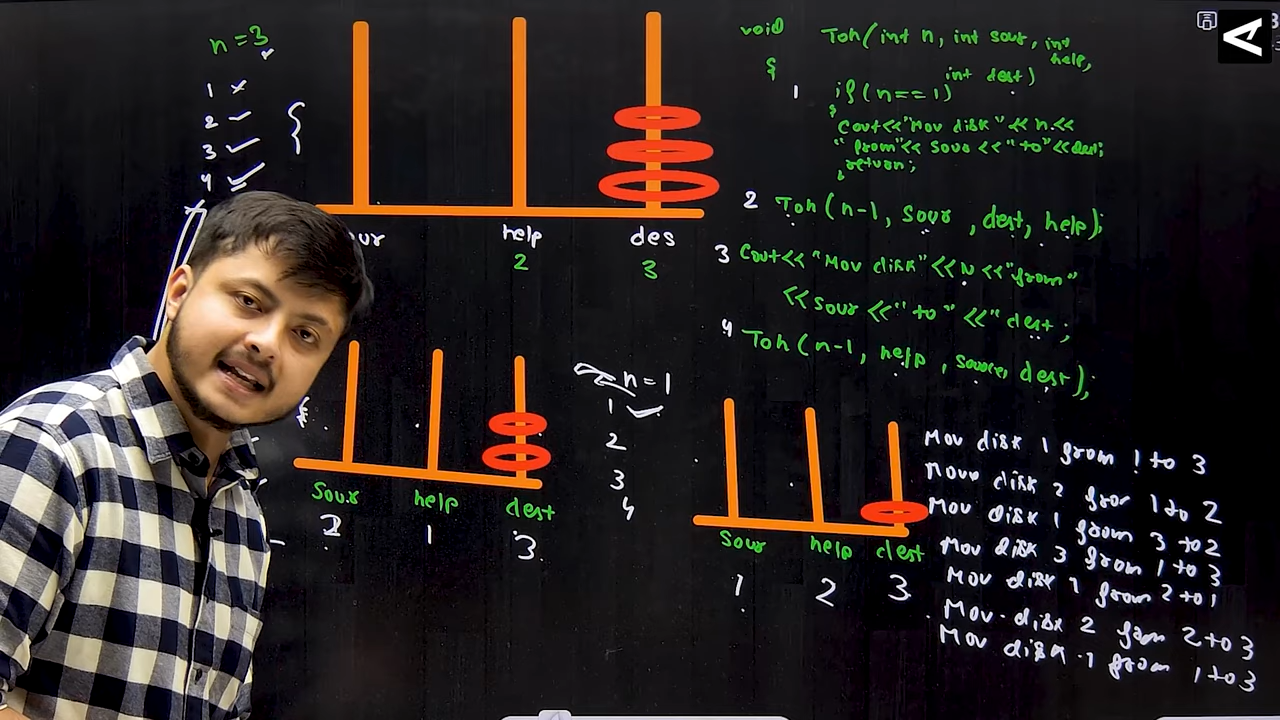 n=3
1
2
3
4
help
des
2
3
void Toh(int n, int sour, int help, int dest)
{
1 if(n==1)
{
Cout<<"Mov disk"<<n<<
"from"<<sour<<"to"<<dest;
return;
}
2 Toh(n-1, sour, dest, help);
3 Cout<<"Mov disk"<<N<<"from"
<<sour<<"to"<<" dest;
4 Toh(n-1, help, source, dest);
Sour help dest
2 1 3
n=1
1
2
3
4
Sour help dest
1 2 3
Mov disk 1 from 1 to 3
Move disk 2 from 1 to 2
Mov disk 1 from 3 to 2
Mov disk 3 from 1 to 3
Mov disk 1 from 2 to 1
Mov disk 2 from 2 to 3
Mov disk 1 from 1 to 3